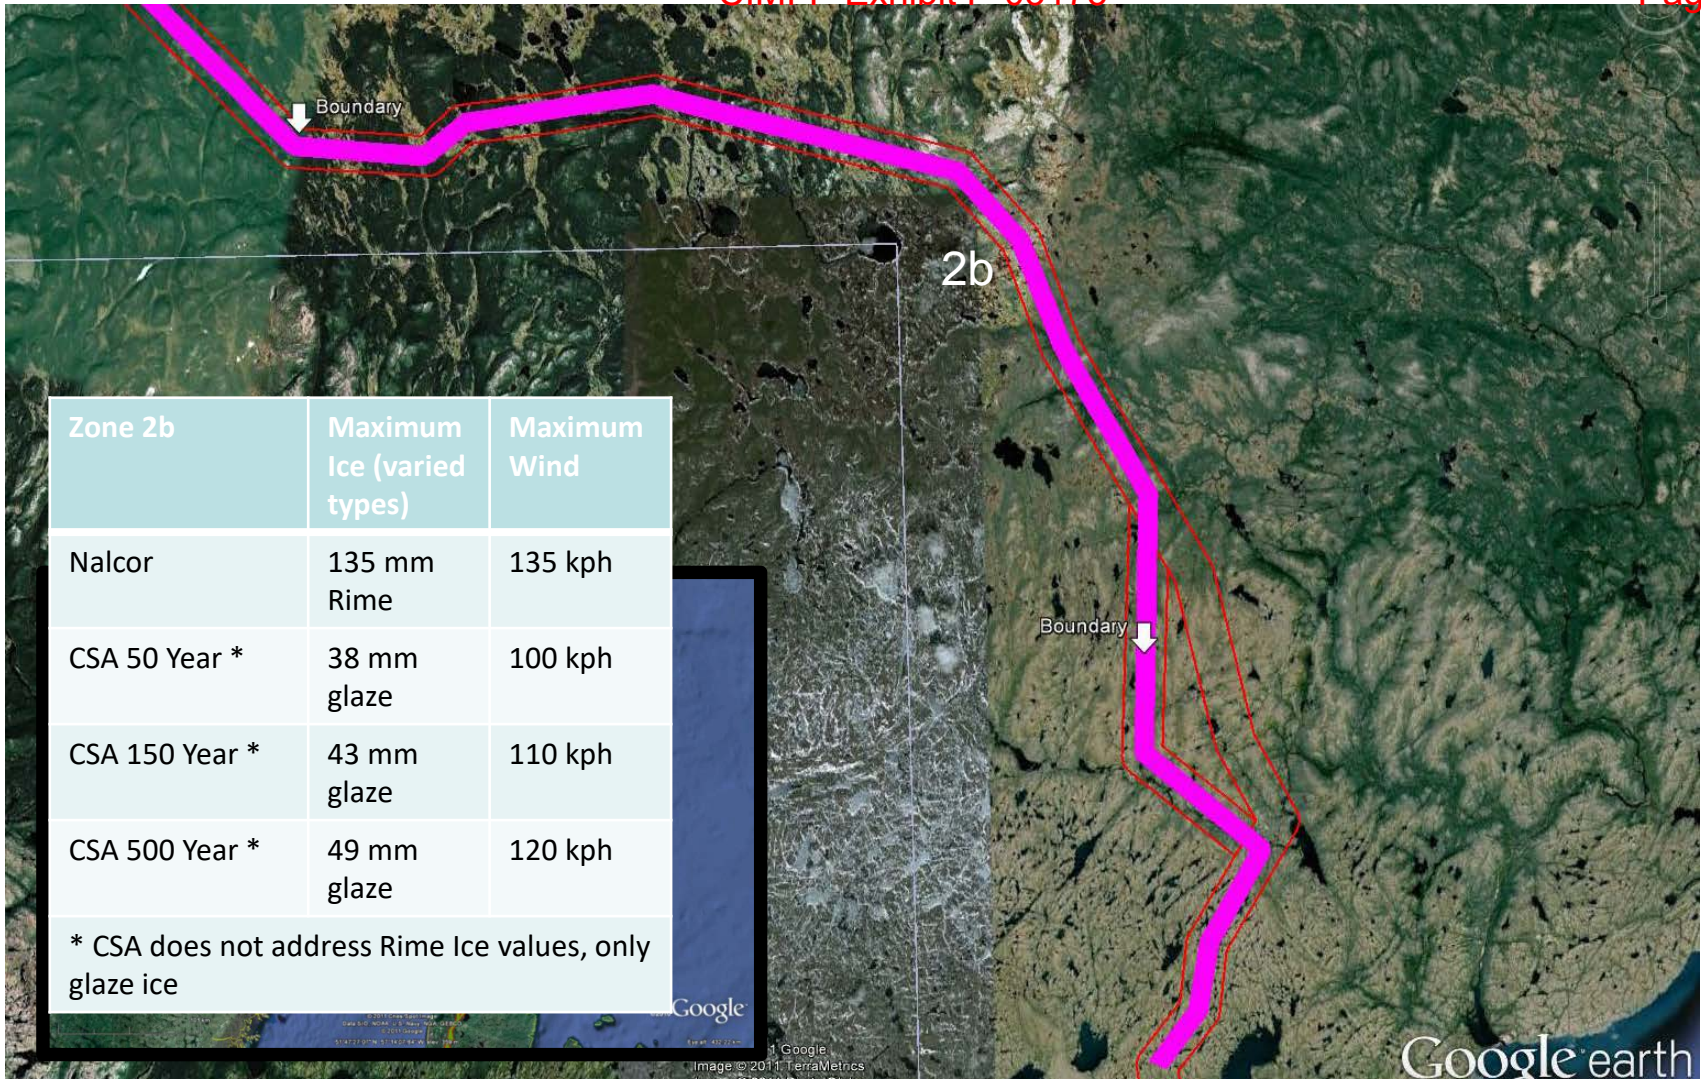 Boundary
2b
Zone 2b
Maximum Ice (varied types)
Maximum Wind
Nalcor
135 mm Rime
135 kph
CSA 50 Year *
38 mm glaze
100 kph
CSA 150 Year *
43 mm glaze
110 kph
CSA 500 Year *
49 mm glaze
120 kph
* CSA does not address Rime Ice values, only
glaze ice
Boundary
Google
Google
Image © 2011 TerraMetrics
Google earth